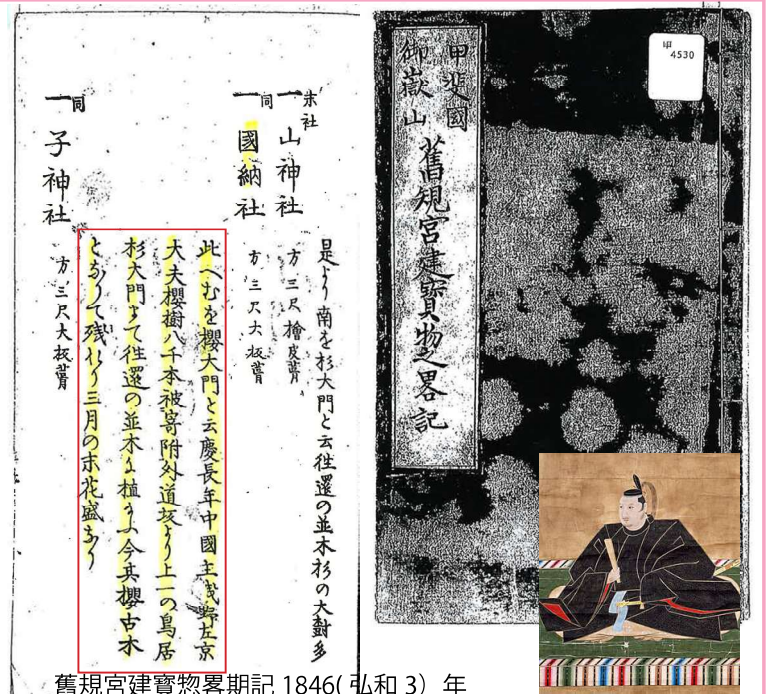 甲
4530
甲斐國
御嶽山
舊規宮建寳物之畧記
是より南を杦大門と云往還の並木杉の大對多
末社
一山神社
方三尺檜皮葺
同
一國納社
方三尺大板葺
此へむを櫻大門と云慶長年中國主浅野左京
大夫櫻樹八千本被寄附外道坂より上一の鳥居
杉大門まて往還の並木に植る今其櫻古木
となりて残れり三月の末花盛なり
同
一子神社
方三尺大板葺
舊規宮建寳惣畧期記 1846( 弘和 3）年